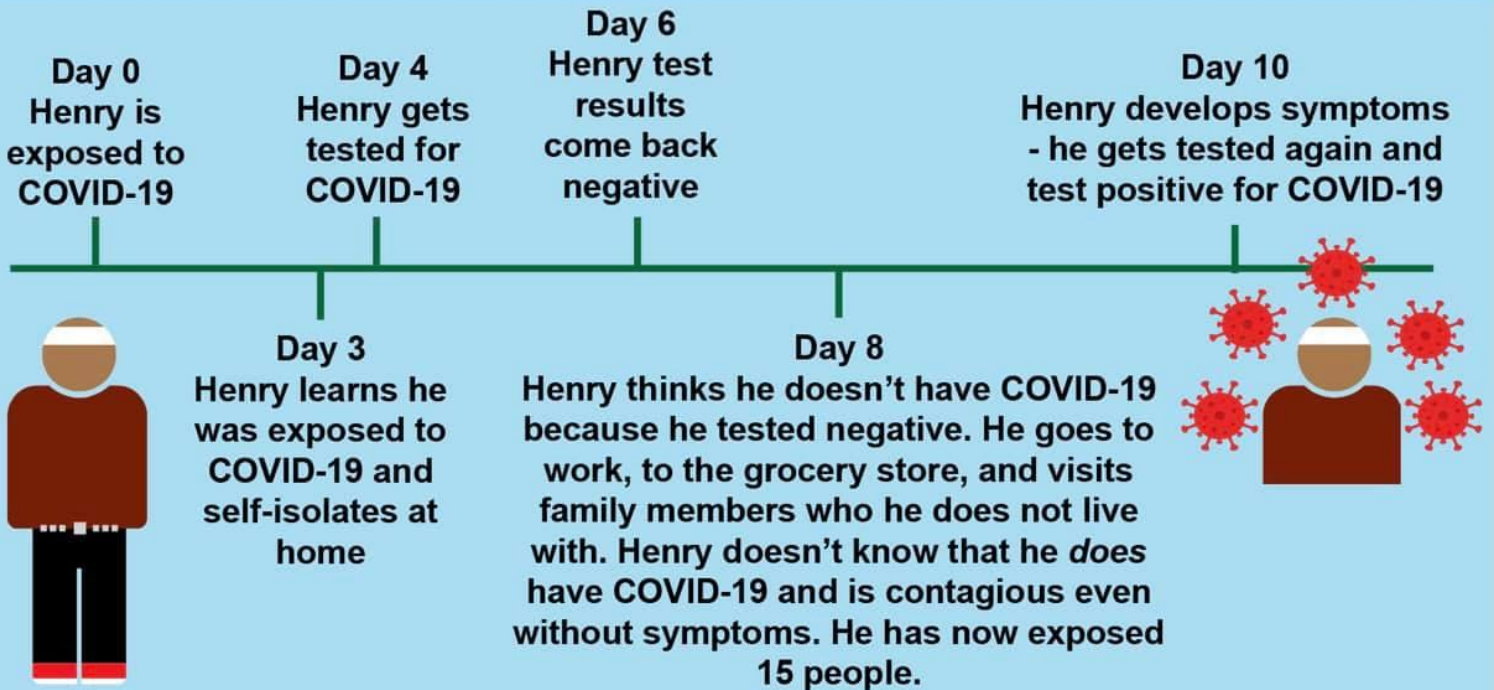 Day 0
Henry is
exposed to
COVID-19
Day 3
Henry learns he
was exposed to
COVID-19 and
self-isolates at
home
Day 4
Henry gets
tested for
COVID-19
Day 6
Henry test
results
come back
negative
Day 8
Henry thinks he doesn’t have COVID-19
because he tested negative. He goes to
work, to the grocery store, and visits
family members who he does not live
with. Henry doesn’t know that he does
have COVID-19 and is contagious even
without symptoms. He has now exposed
15 people.
Day 10
Henry develops symptoms
- he gets tested again and
test positive for COVID-19